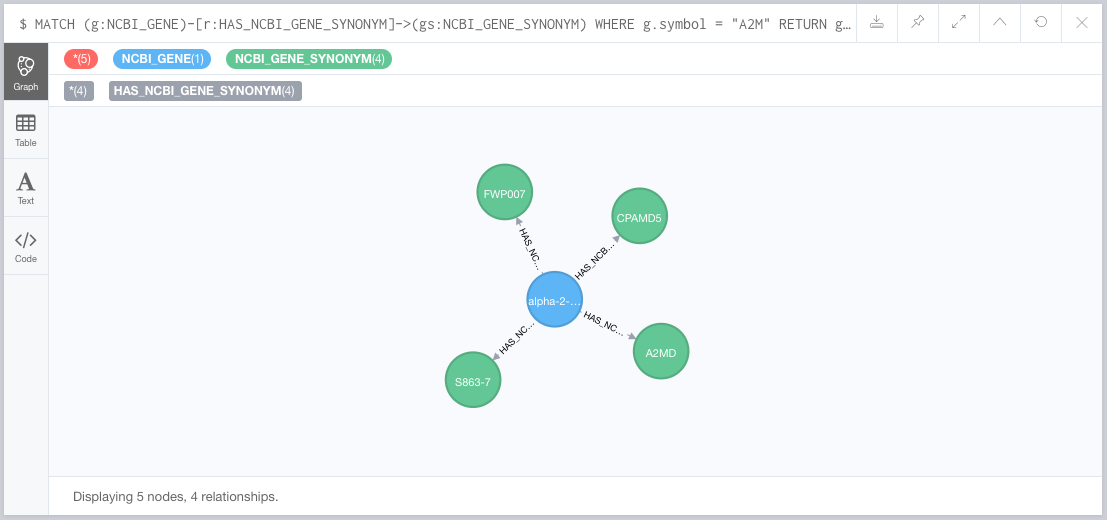 $ MATCH (g:NCBI_GENE)-[r:HAS_NCBI_GENE_SYNONYM]->(gs:NCBI_GENE_SYNONYM) WHERE g.symbol = "A2M" RETURN g…
*(5) NCBI_GENE(1) NCBI_GENE_SYNONYM(4)
Graph
*(4) HAS_NCBI_GENE_SYNONYM(4)
Table
Text
Code
FWP007
CPAMD5
HAS_NC…
HAS_NCB…
alpha-2-…
HAS_NC…
HAS_NC…
A2MD
S863-7
Displaying 5 nodes, 4 relationships.